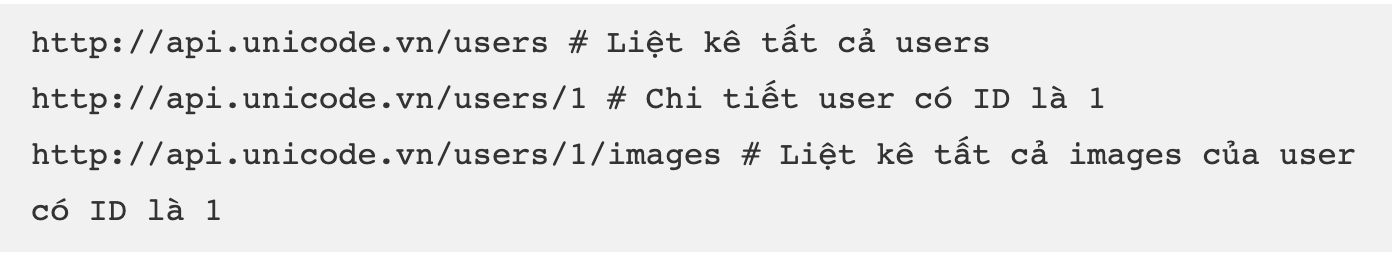 http://api.unicode.vn/users # Liệt kê tất cả users
http://api.unicode.vn/users/1 # Chi tiết user có ID là 1
http://api.unicode.vn/users/1/images # Liệt kê tất cả images của user
có ID là 1